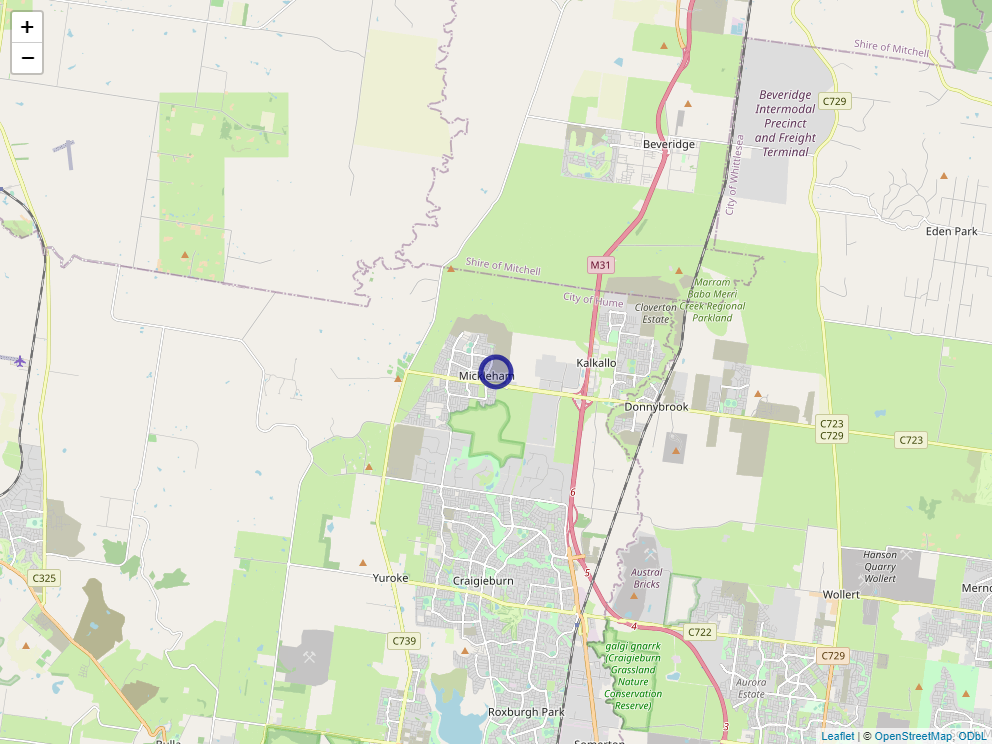 +
−
Shire of Mitchell
Beveridge
Intermodal
Precinct
and Freight
Terminal
C729
Beveridge
City of Whittlesea
Eden Park
Shire of Mitchell
M31
City of Hume
Marram
Baba Merri
Creek Regional
Parkland
Cloverton
Estate
Kalkallo
Mickleham
Donnybrook
C723
C729
C723
6
5
Hanson
Quarry
Wollert
Austral
Bricks
C325
Yuroke
Craigieburn
Wollert
4
C722
C739
galgi gnarrk
(Craigieburn
Grassland
Nature
Conservation
Reserve)
C729
Aurora
Estate
Roxburgh Park
3
Leaflet | © OpenStreetMap, ODbL